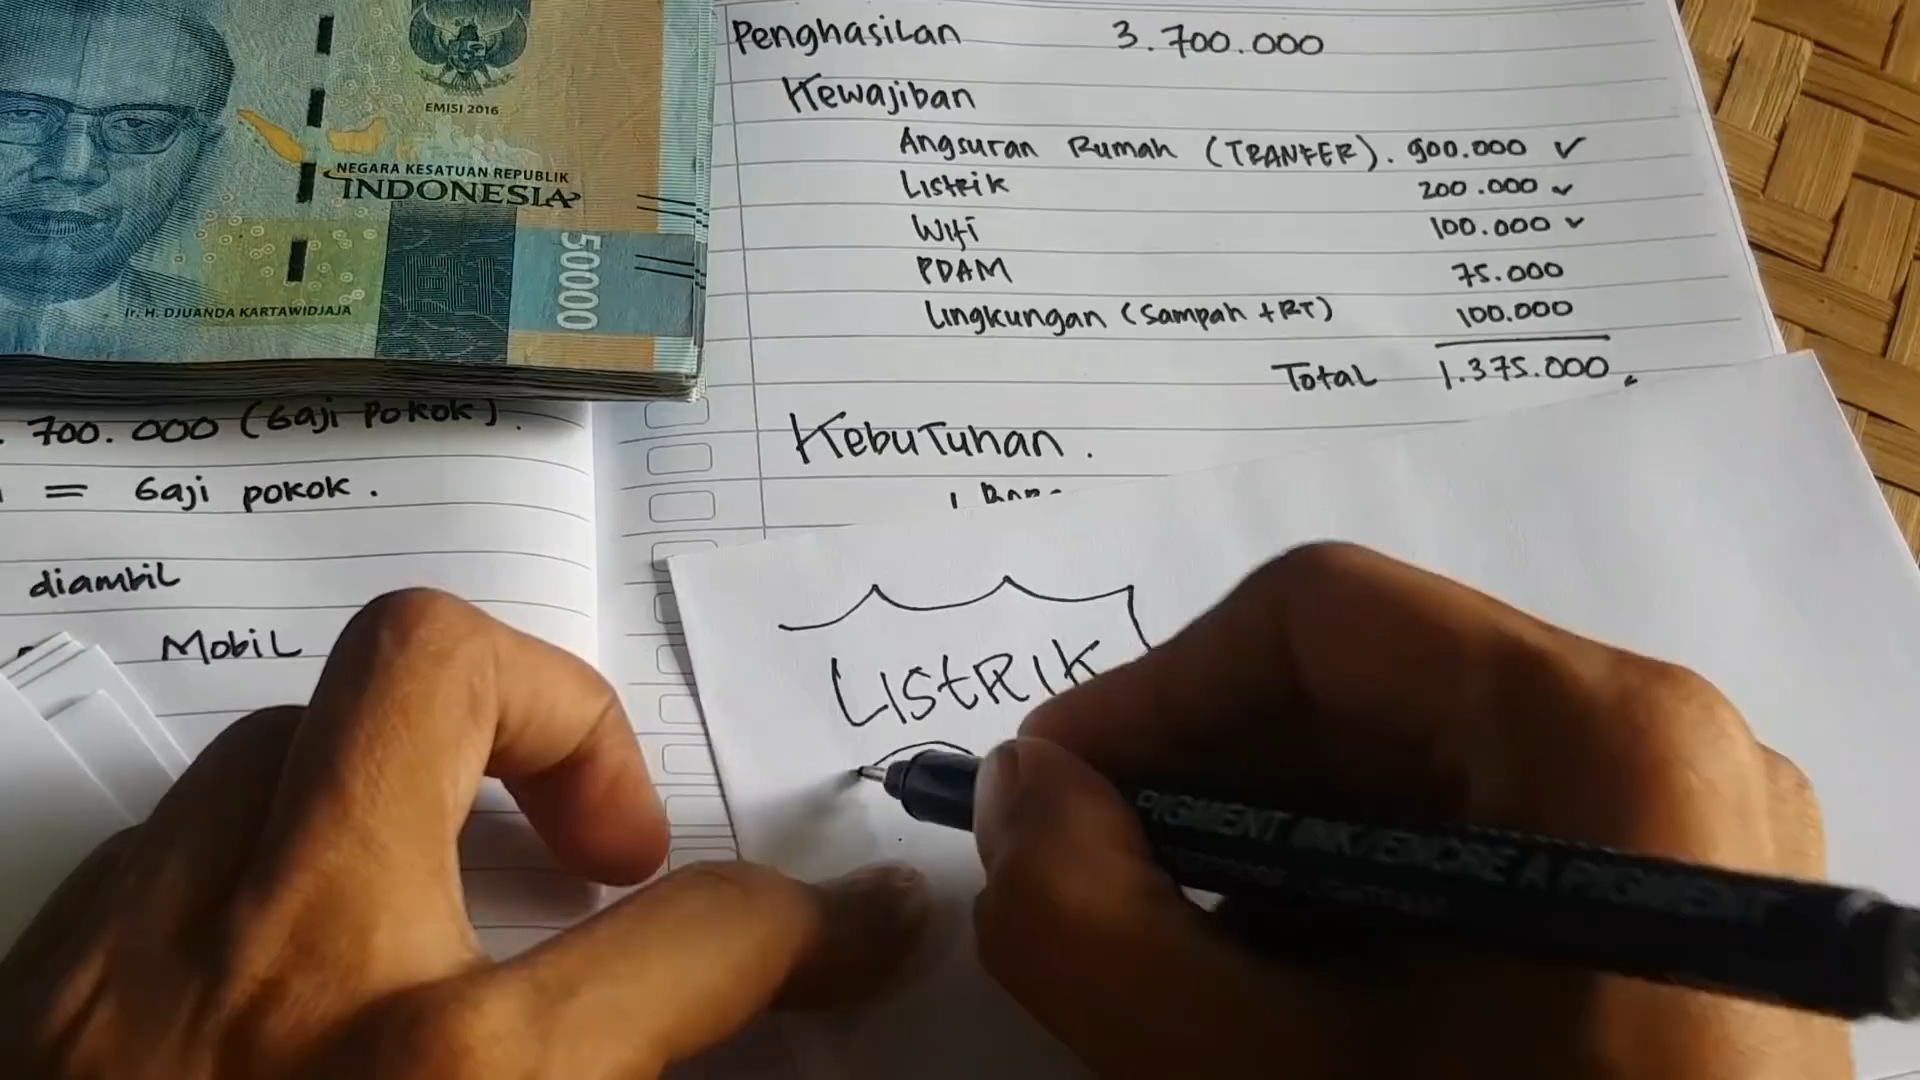 EMISI 2016
NEGARA KESATUAN REPUBLIK
INDONESIA
50000
Ir. H. DJUANDA KARTAWIDJAJA
700.000 (Gaji Pokok).
= Gaji pokok.
diambil
Mobil
Penghasilan 3.700.000
Kewajiban
Angsuran Rumah (TRANFER). 900.000 ✓
Listrik 200.000 ✓
Wifi 100.000 ✓
PDAM 75.000
Lingkungan (Sampah + RT) 100.000
Total 1.375.000.
Kebutuhan.
LISTRIK
PIGMENT INK/ENCRE A PIGMENT